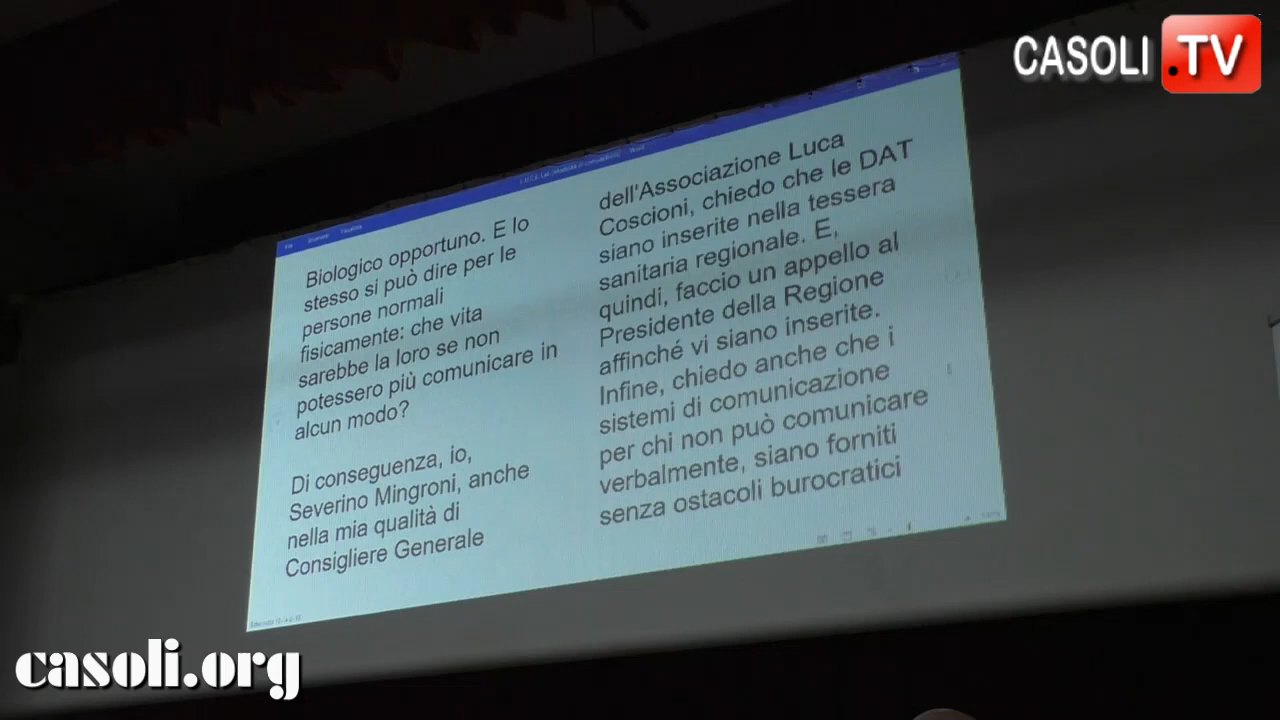 CASOLI .TV
Biologico opportuno. E lo
stesso si può dire per le
persone normali
fisicamente: che vita
sarebbe la loro se non
potessero più comunicare in
alcun modo?
Di conseguenza, io,
Severino Mingroni, anche
nella mia qualità di
Consigliere Generale
dell'Associazione Luca
Coscioni, chiedo che le DAT
siano inserite nella tessera
sanitaria regionale. E,
quindi, faccio un appello al
Presidente della Regione
affinché vi siano inserite.
Infine, chiedo anche che i
sistemi di comunicazione
per chi non può comunicare
verbalmente, siano forniti
senza ostacoli burocratici
casoli.org